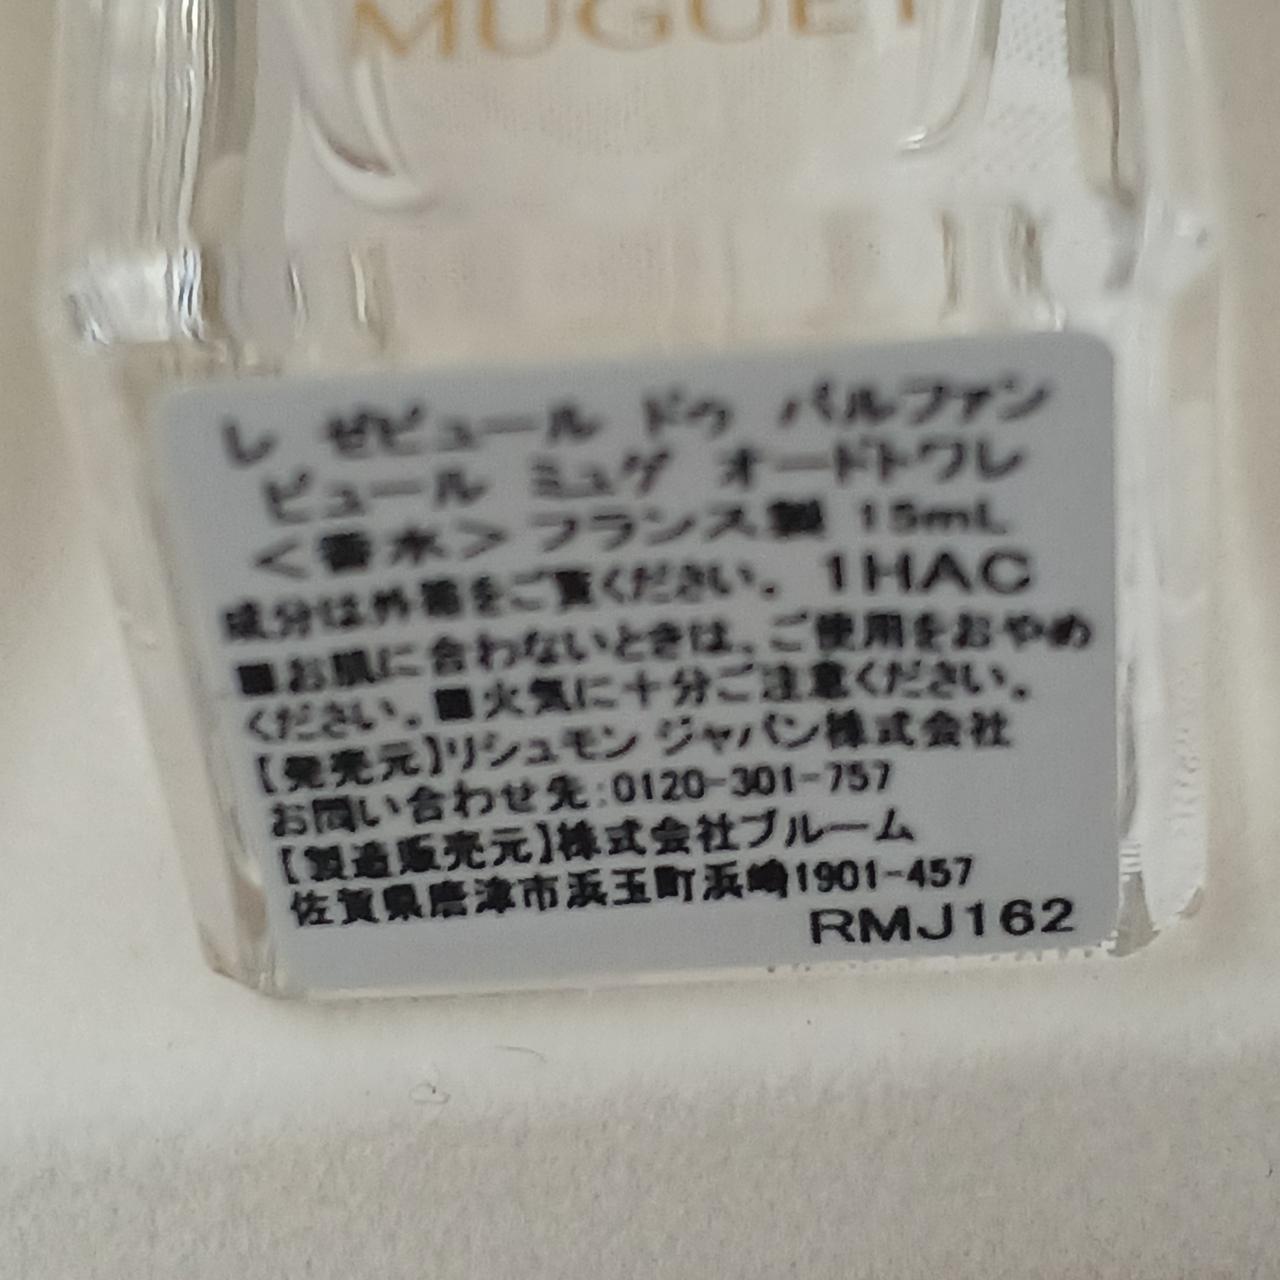 MUGUET
レ ゼピュール ドゥ パルファン
ピュール ミュゲ オードトワレ
＜香水＞フランス製 15mL
成分は外箱をご覧ください。 1HAC
■お肌に合わないときは、ご使用をおやめ
ください。■火気に十分ご注意ください。
【発売元】リシュモン ジャパン株式会社
お問い合わせ先:0120-301-757
【製造販売元】株式会社ブルーム
佐賀県唐津市浜玉町浜崎1901-457
RMJ162